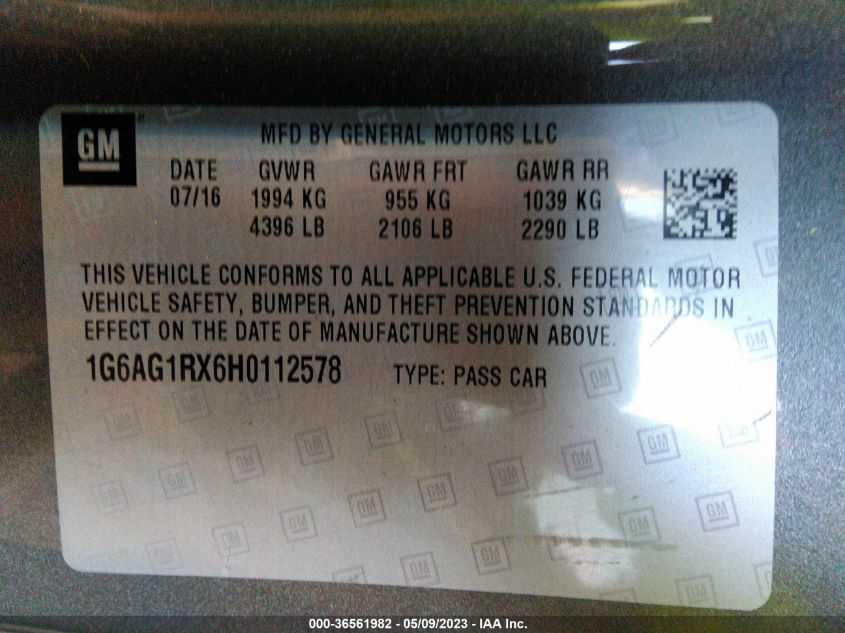 GM
MFD BY GENERAL MOTORS LLC
DATE GVWR GAWR FRT GAWR RR
07/16 1994 KG 955 KG 1039 KG
4396 LB 2106 LB 2290 LB
THIS VEHICLE CONFORMS TO ALL APPLICABLE U.S. FEDERAL MOTOR
VEHICLE SAFETY, BUMPER, AND THEFT PREVENTION STANDARDS IN
EFFECT ON THE DATE OF MANUFACTURE SHOWN ABOVE.
1G6AG1RX6H0112578 TYPE: PASS CAR
000-36561982 - 05/09/2023 - IAA Inc.